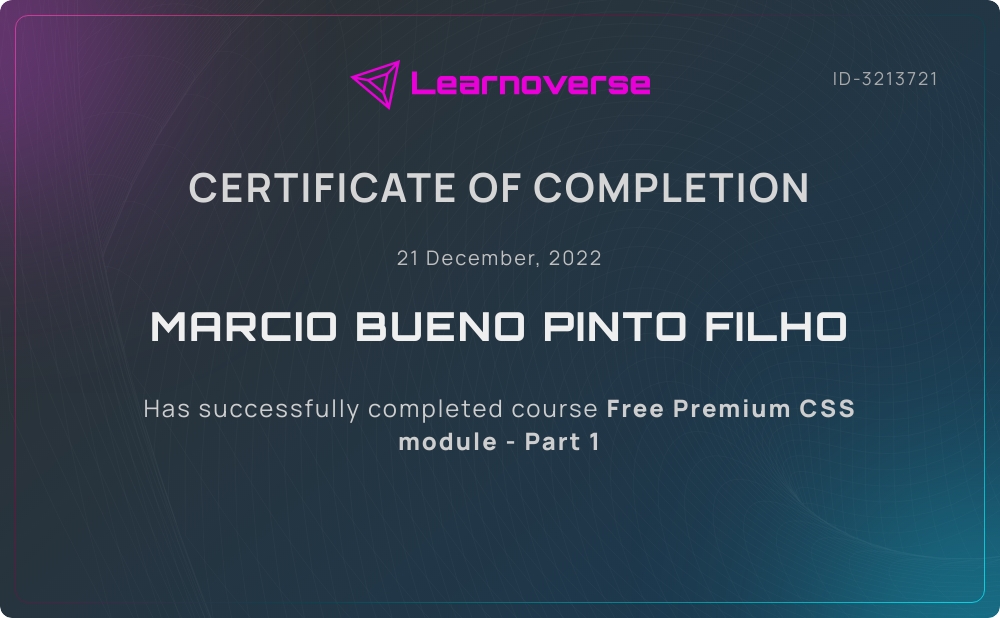 Learnoverse
ID-3213721
CERTIFICATE OF COMPLETION
21 December, 2022
MARCIO BUENO PINTO FILHO
Has successfully completed course Free Premium CSS
module - Part 1